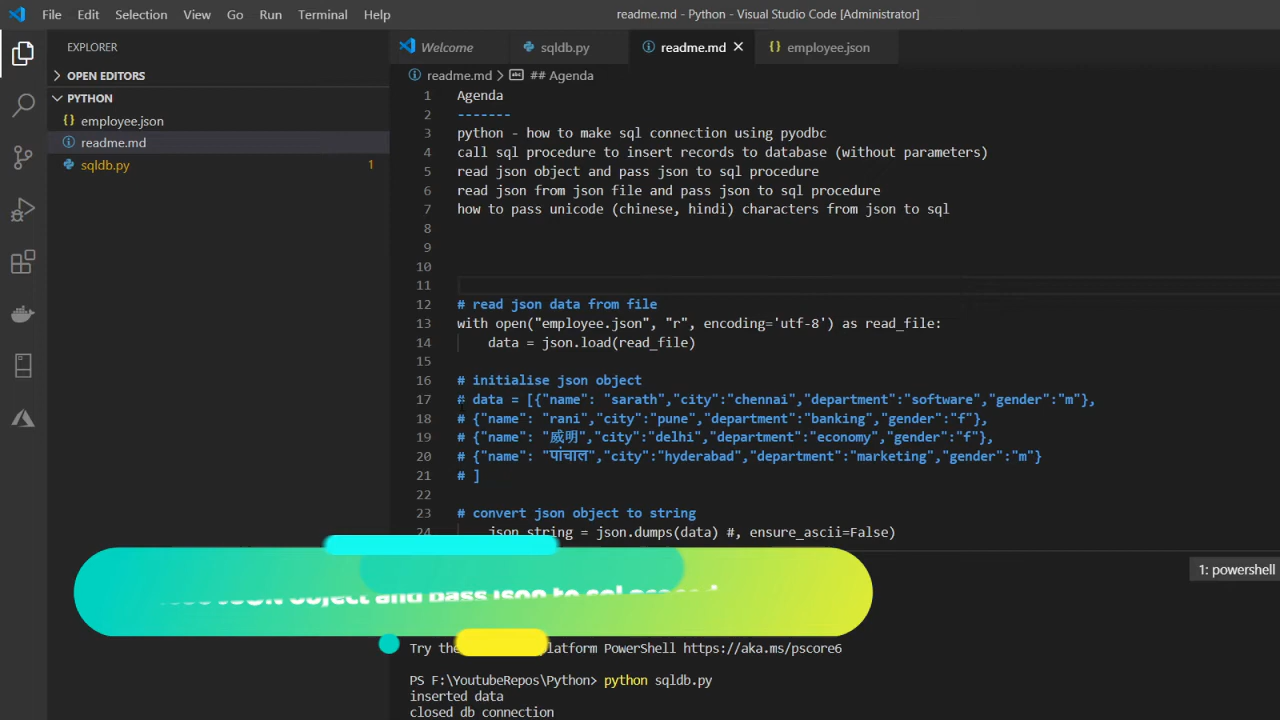 File Edit Selection View Go Run Terminal Help readme.md - Python - Visual Studio Code [Administrator]
EXPLORER
OPEN EDITORS
PYTHON
employee.json
readme.md
sqldb.py 1
Welcome sqldb.py readme.md employee.json
readme.md > ## Agenda
1 Agenda
2 -------
3 python - how to make sql connection using pyodbc
4 call sql procedure to insert records to database (without parameters)
5 read json object and pass json to sql procedure
6 read json from json file and pass json to sql procedure
7 how to pass unicode (chinese, hindi) characters from json to sql
8
9
10
11
12 # read json data from file
13 with open("employee.json", "r", encoding='utf-8') as read_file:
14 data = json.load(read_file)
15
16 # initialise json object
17 # data = [{"name": "sarath","city":"chennai","department":"software","gender":"m"},
18 # {"name": "rani","city":"pune","department":"banking","gender":"f"},
19 # {"name": "威明","city":"delhi","department":"economy","gender":"f"},
20 # {"name": "पांचाल","city":"hyderabad","department":"marketing","gender":"m"}
21 # ]
22
23 # convert json object to string
24 json_string = json.dumps(data) #, ensure_ascii=False)
1: powershell
object and pass json to sql
Try the PowerShell https://aka.ms/pscore6
PS F:\YoutubeRepos\Python> python sqldb.py
inserted data
closed db connection